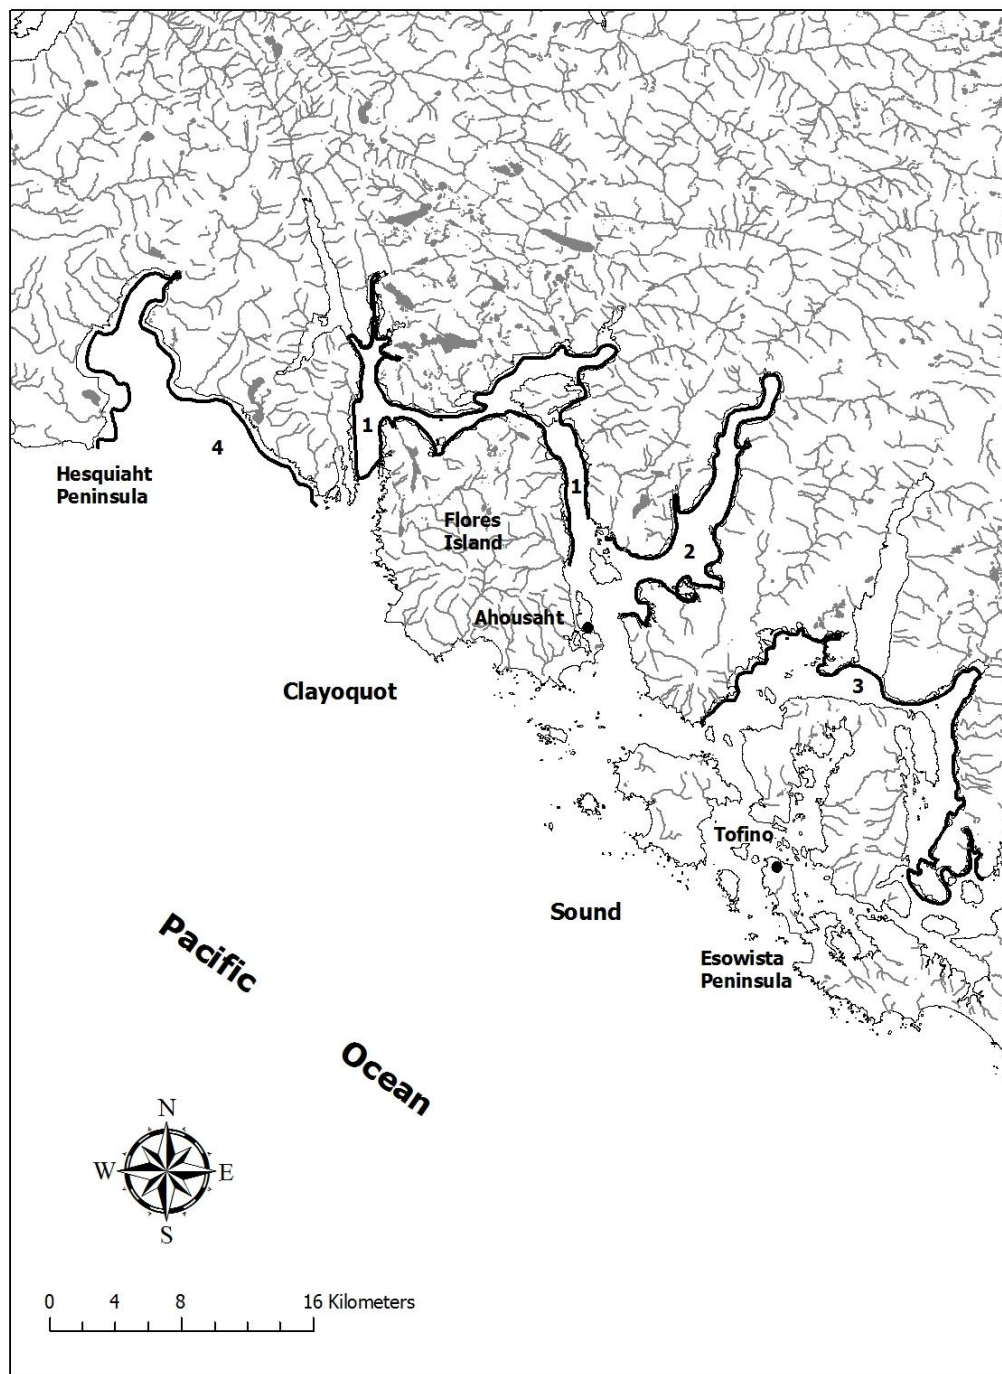 1
4
Hesquiaht
Peninsula
1
Flores
Island
2
Ahousaht
Clayoquot
3
Tofino
Sound
Esowista
Peninsula
Pacific
Ocean
N
W
E
S
0 4 8 16 Kilometers